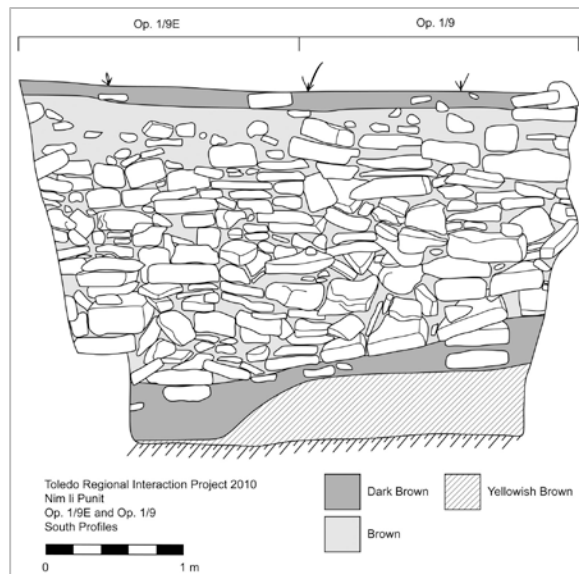 Op. 1/9E
Op. 1/9
Toledo Regional Interaction Project 2010
Nim li Punit
Op. 1/9E and Op. 1/9
South Profiles
0
1 m
Dark Brown
Yellowish Brown
Brown